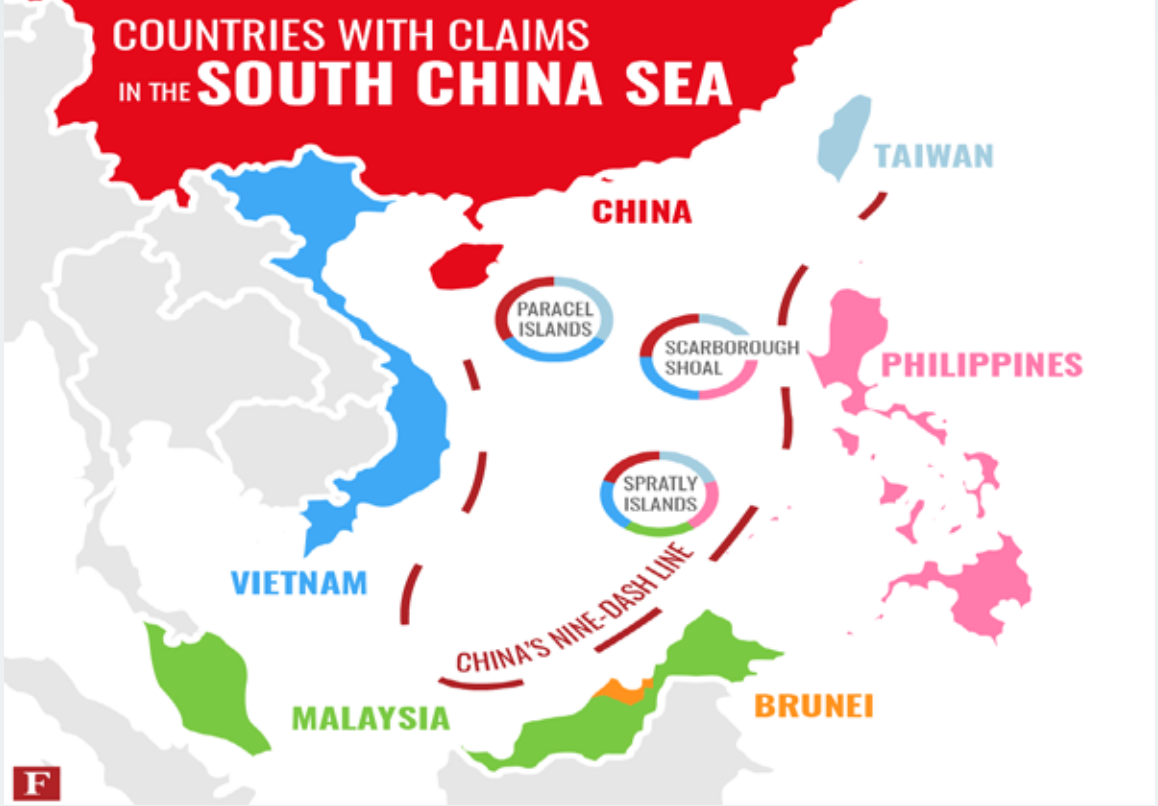 COUNTRIES WITH CLAIMS
IN THE SOUTH CHINA SEA
TAIWAN
CHINA
PARACEL
ISLANDS
SCARBOROUGH
SHOAL
PHILIPPINES
SPRATLY
ISLANDS
VIETNAM
CHINA'S NINE-DASH LINE
MALAYSIA
BRUNEI
F